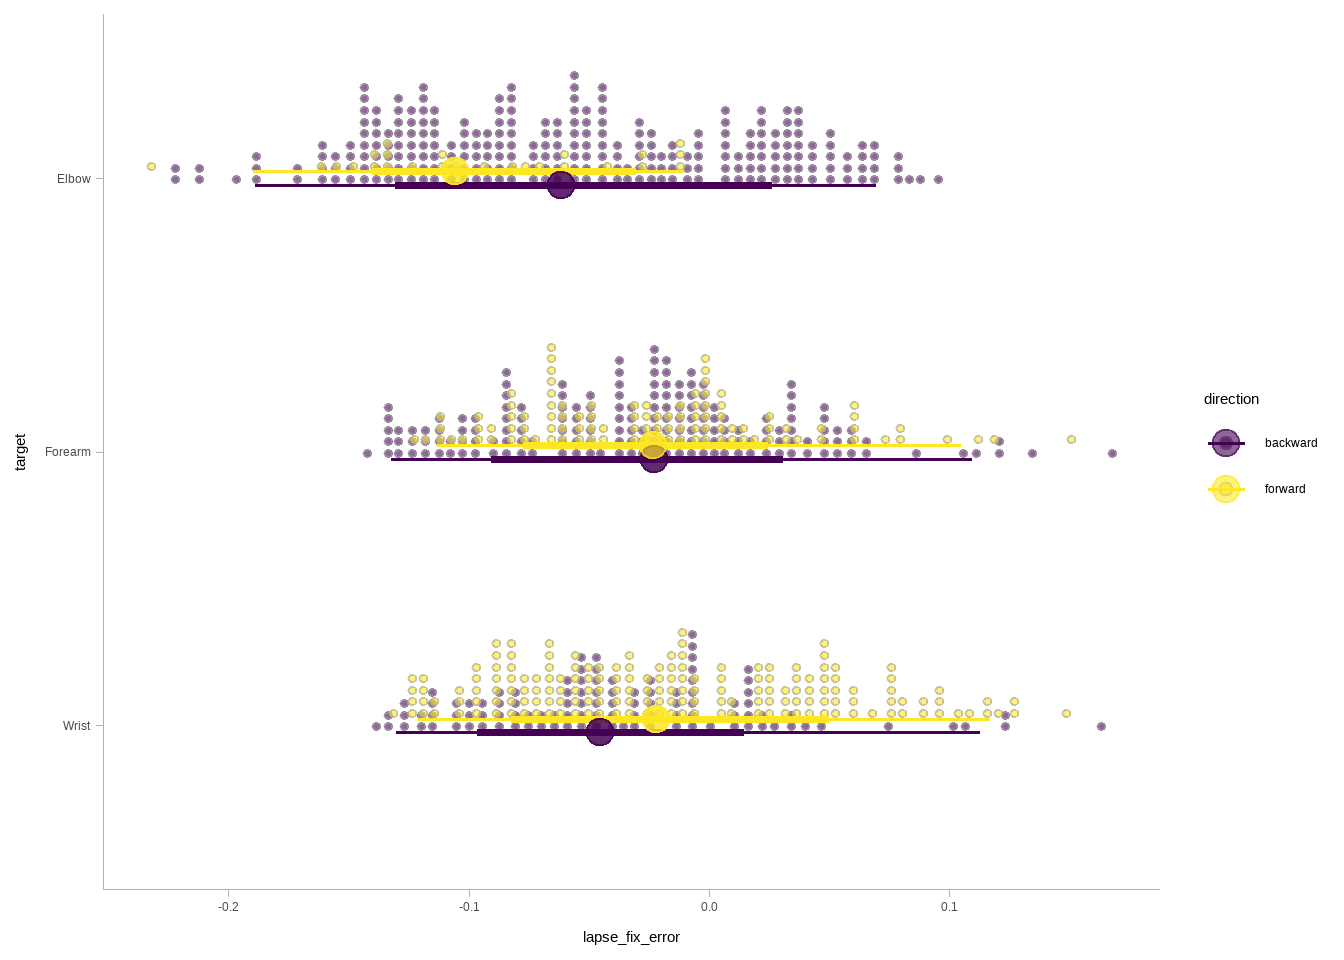 Elbow
Forearm
Wrist
target
-0.2
-0.1
0.0
0.1
lapse_fix_error
direction
backward
forward